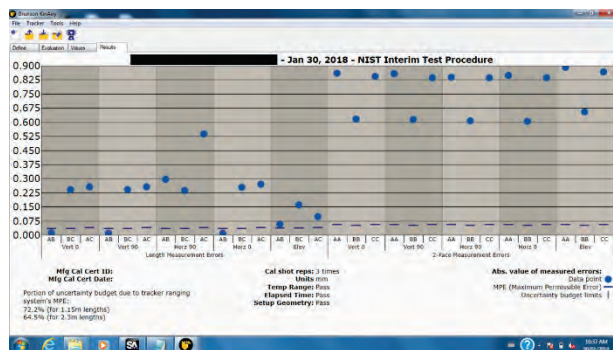 Brunson KinAiry
File Tracker Tools Help
Define Evaluation Values Results
- Jan 30, 2018 - NIST Interim Test Procedure
0.900
0.825
0.750
0.675
0.600
0.525
0.450
0.375
0.300
0.225
0.150
0.075
0.000
AB BC AC AB BC AC AB BC AC AB BC AC AB BC AC AA BB CC AA BB CC AA BB CC AA BB CC AA BB CC
Vert 0 Vert 90 Horz 90 Horz 0 Elev Vert 0 Vert 90 Horz 90 Horz 0 Elev
Length Measurement Errors 2-Face Measurement Errors
Mfg Cal Cert ID:
Mfg Cal Cert Date:
Portion of uncertainty budget due to tracker ranging
system's MPE:
72.2% (for 1.15m lengths)
64.5% (for 2.3m lengths)
Cal shot reps: 3 times
Units mm
Temp Range: Pass
Elapsed Time: Pass
Setup Geometry: Pass
Abs. value of measured errors:
Data point
MPE (Maximum Permissible Error)
Uncertainty budget limits
SA
10:37 AM